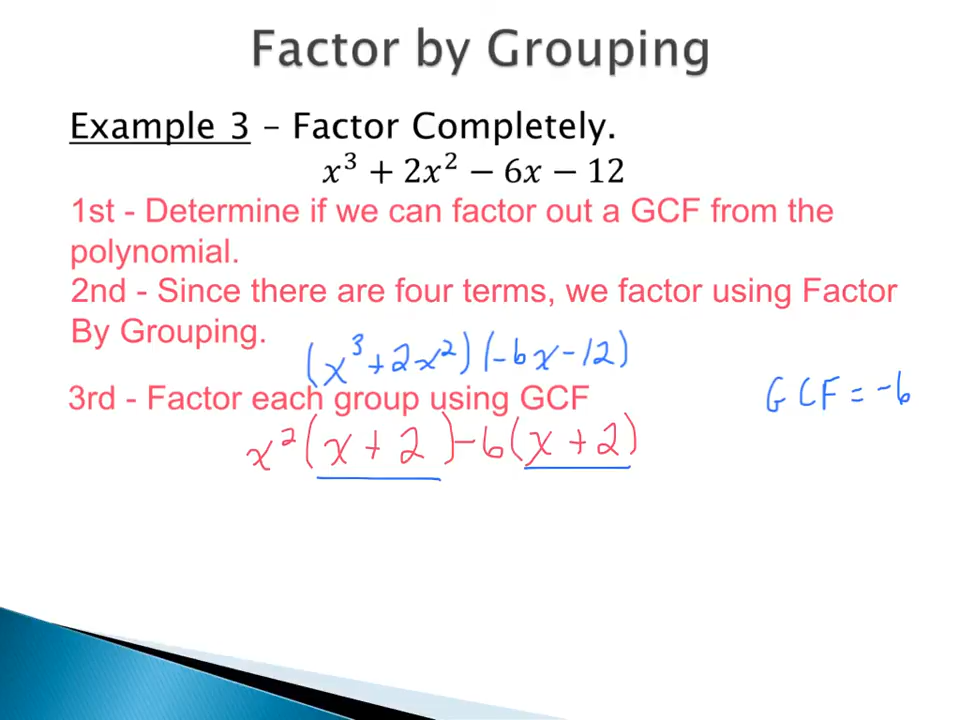 Factor by Grouping
Example 3 – Factor Completely.
x³ + 2x² − 6x − 12
1st - Determine if we can factor out a GCF from the
polynomial.
2nd - Since there are four terms, we factor using Factor
By Grouping.
(x³+2x²)(-6x-12)
3rd - Factor each group using GCF
GCF = -6
x²(x+2)-6(x+2)